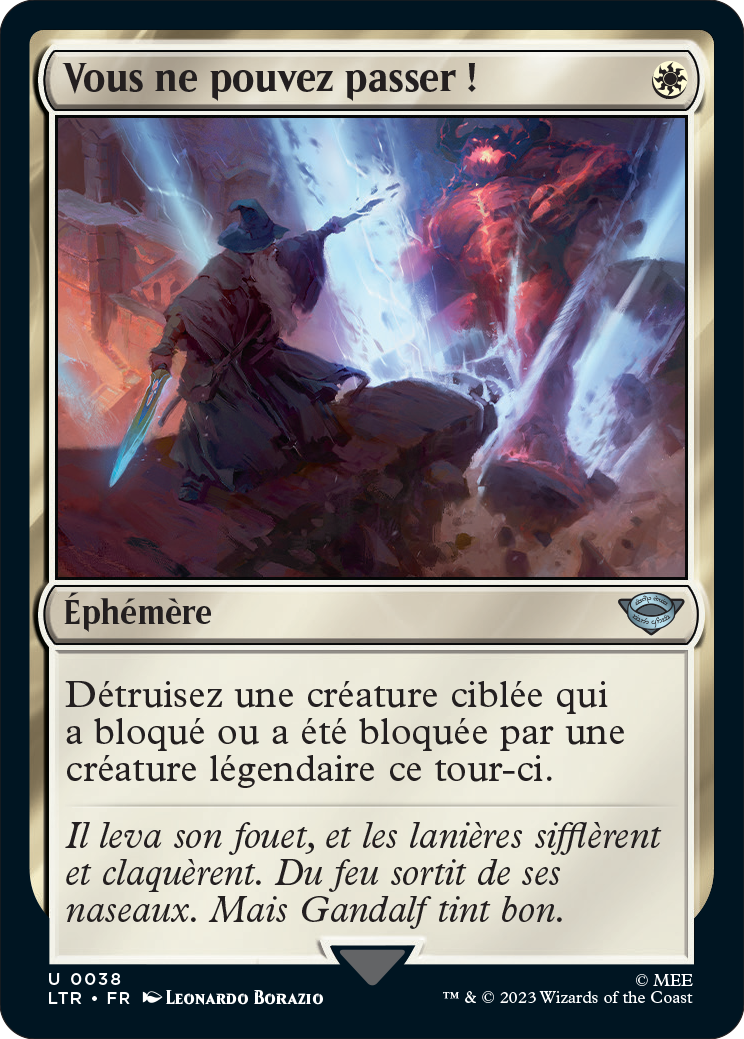 Vous ne pouvez passer !
Éphémère
Détruisez une créature ciblée qui
a bloqué ou a été bloquée par une
créature légendaire ce tour-ci.
Il leva son fouet, et les lanières sifflèrent
et claquèrent. Du feu sortit de ses
naseaux. Mais Gandalf tint bon.
U 0038
LTR • FR Leonardo Borazio
© MEE
™ & © 2023 Wizards of the Coast